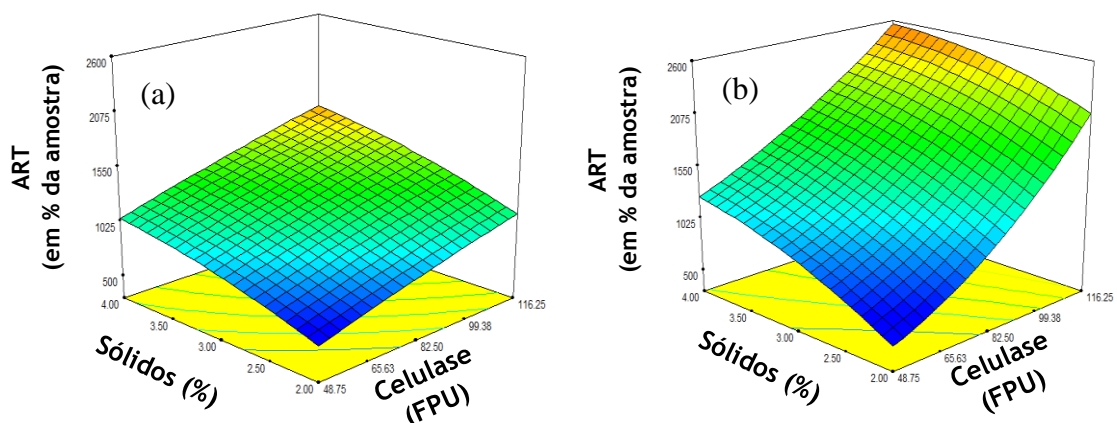 (a)
ART
(em % da amostra)
2600
2075
1550
1025
500
4.00
3.50
3.00
2.50
2.00
48.75
65.63
82.50
99.38
116.25
Sólidos (%)
Celulase
(FPU)
(b)
ART
(em % da amostra)
2600
2075
1550
1025
500
4.00
3.50
3.00
2.50
2.00
48.75
65.63
82.50
99.38
116.25
Sólidos (%)
Celulase
(FPU)